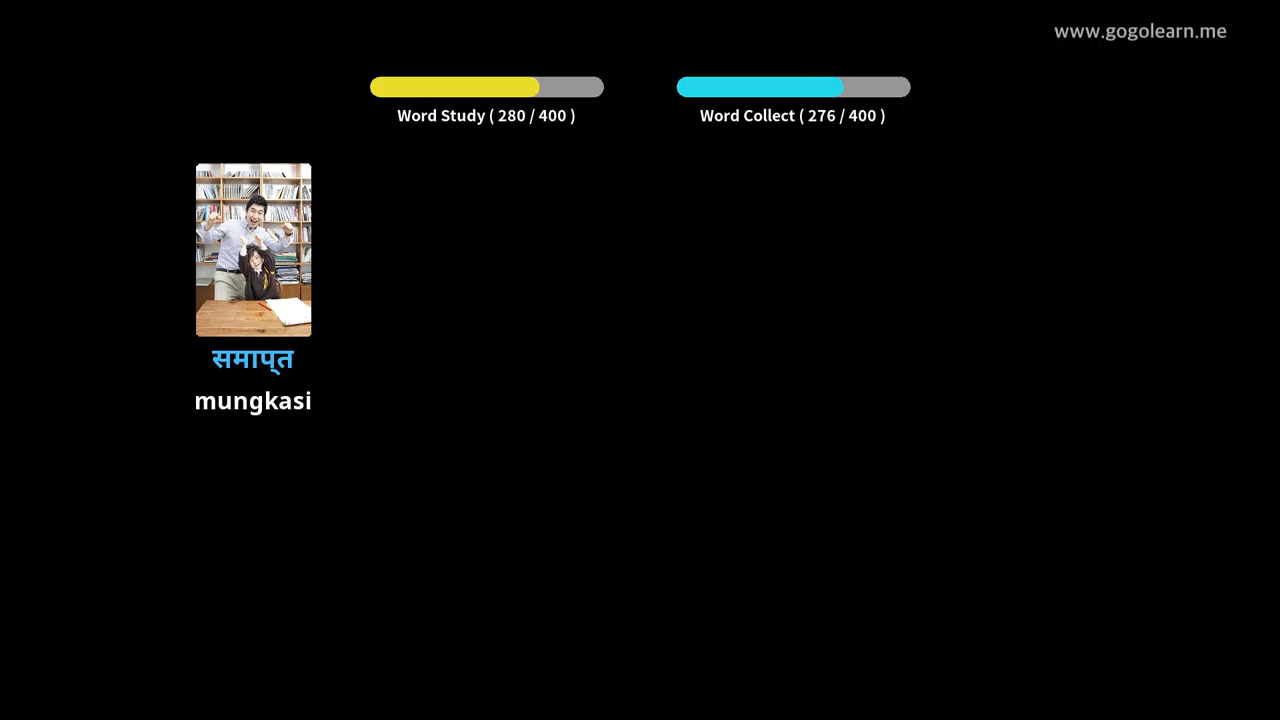 www.gogolearn.me
Word Study ( 280 / 400 )
Word Collect ( 276 / 400 )
समाप्त
mungkasi